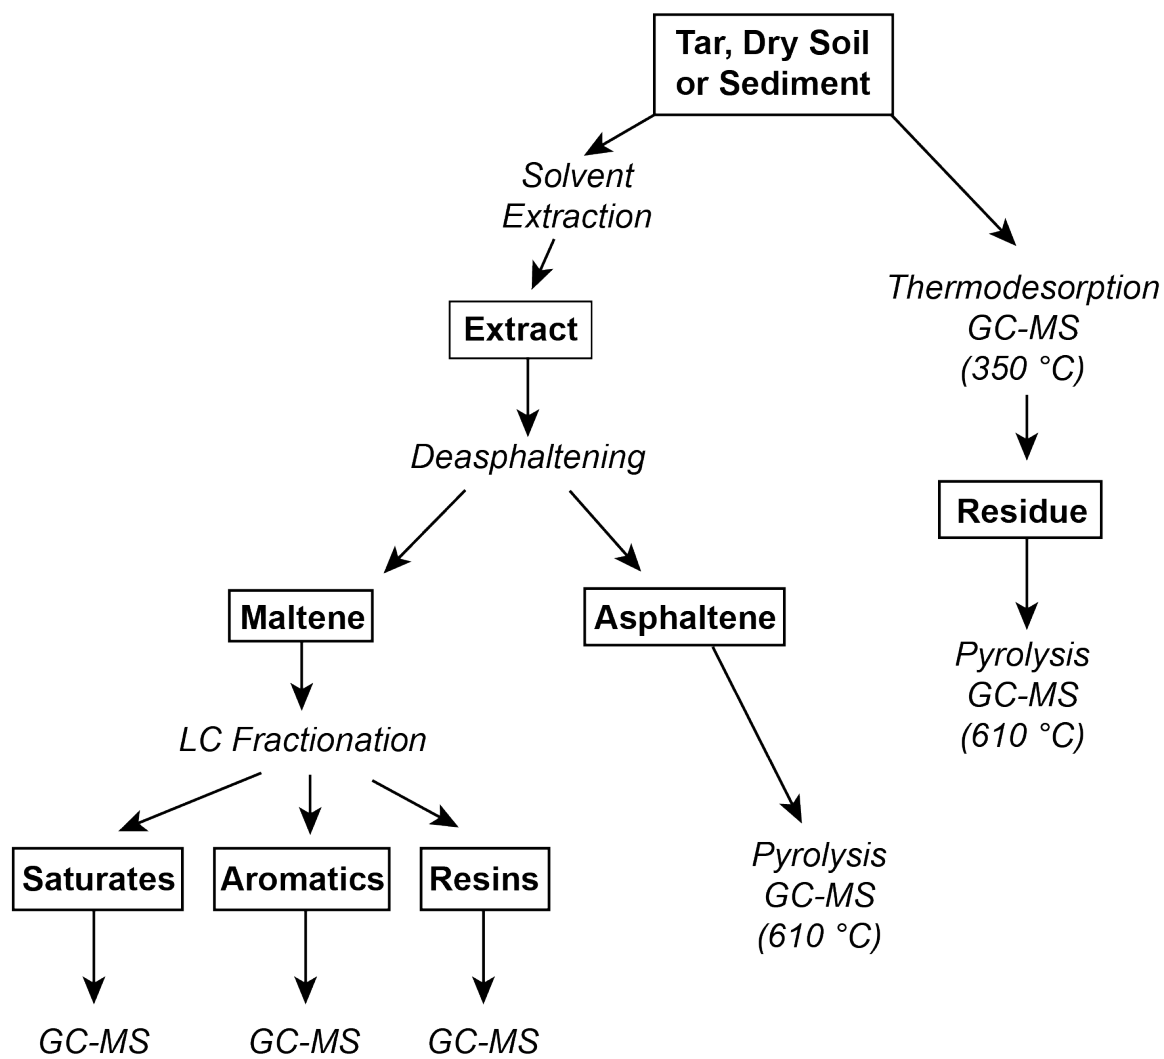 Tar, Dry Soil
or Sediment
Solvent
Extraction
Thermodesorption
GC-MS
(350 °C)
Extract
Deasphaltening
Residue
Maltene
Asphaltene
Pyrolysis
GC-MS
(610 °C)
LC Fractionation
Saturates
Aromatics
Resins
Pyrolysis
GC-MS
(610 °C)
GC-MS
GC-MS
GC-MS